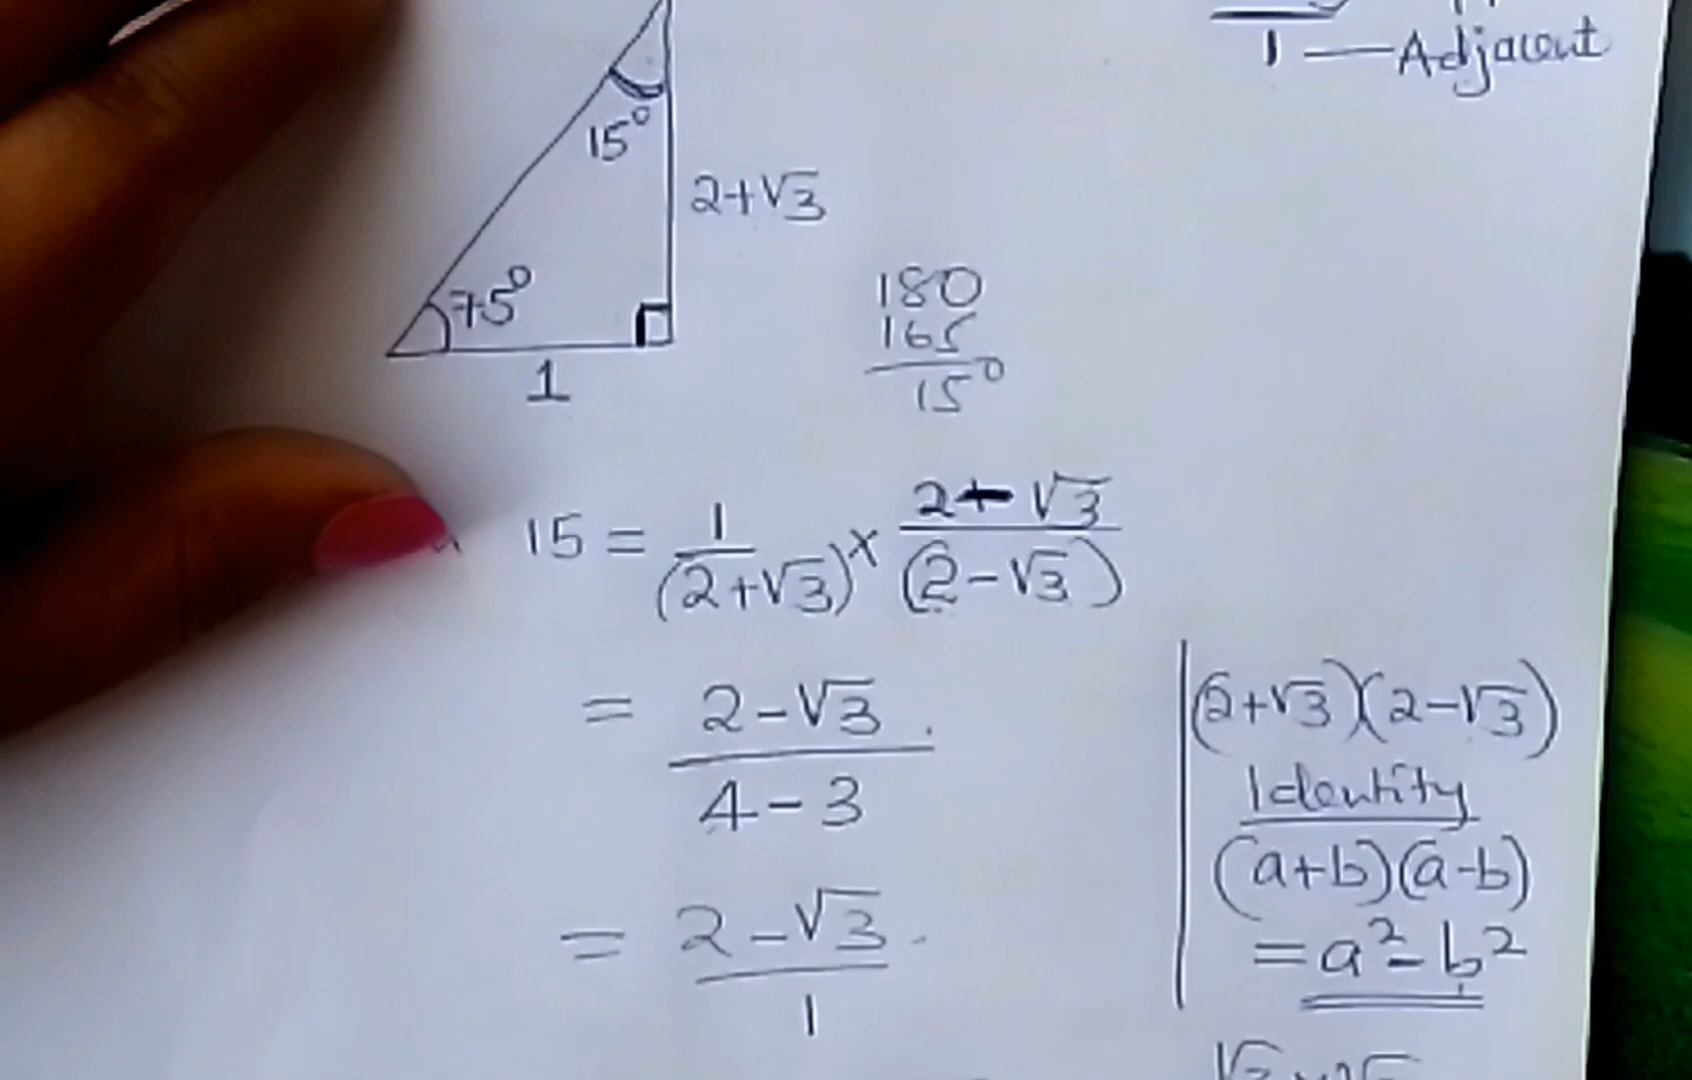 1 — Adjacent
15°
2+√3
75°
1
180
165
15°
15 = 1/(2+√3) × 2-√3/(2-√3)
= 2-√3/4-3
= 2-√3/1
(2+√3)(2-√3)
Identity
(a+b)(a-b)
= a²-b²